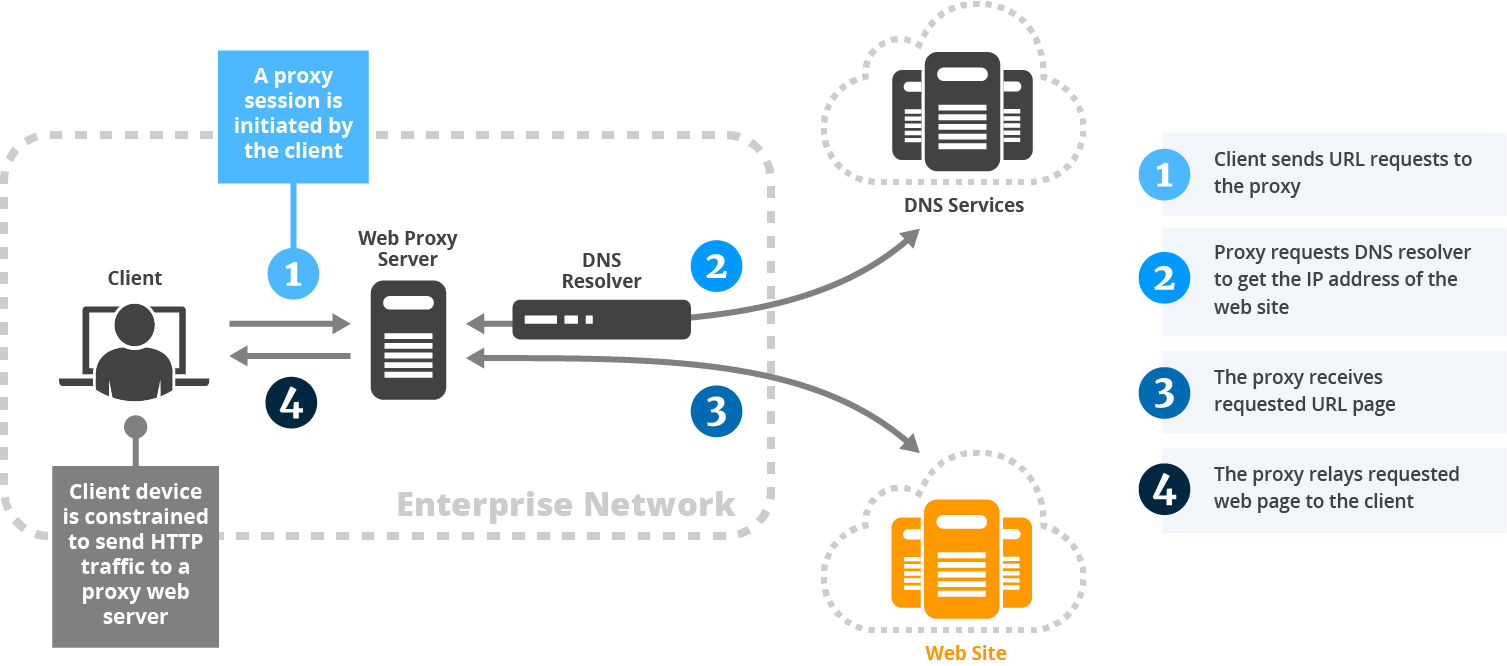 A proxy
session is
initiated by
the client
1
Client
Web Proxy
Server
DNS
Resolver
2
DNS Services
4
3
Client device
is constrained
to send HTTP
traffic to a
proxy web
server
Enterprise Network
Web Site
1
Client sends URL requests to
the proxy
2
Proxy requests DNS resolver
to get the IP address of the
web site
3
The proxy receives
requested URL page
4
The proxy relays requested
web page to the client